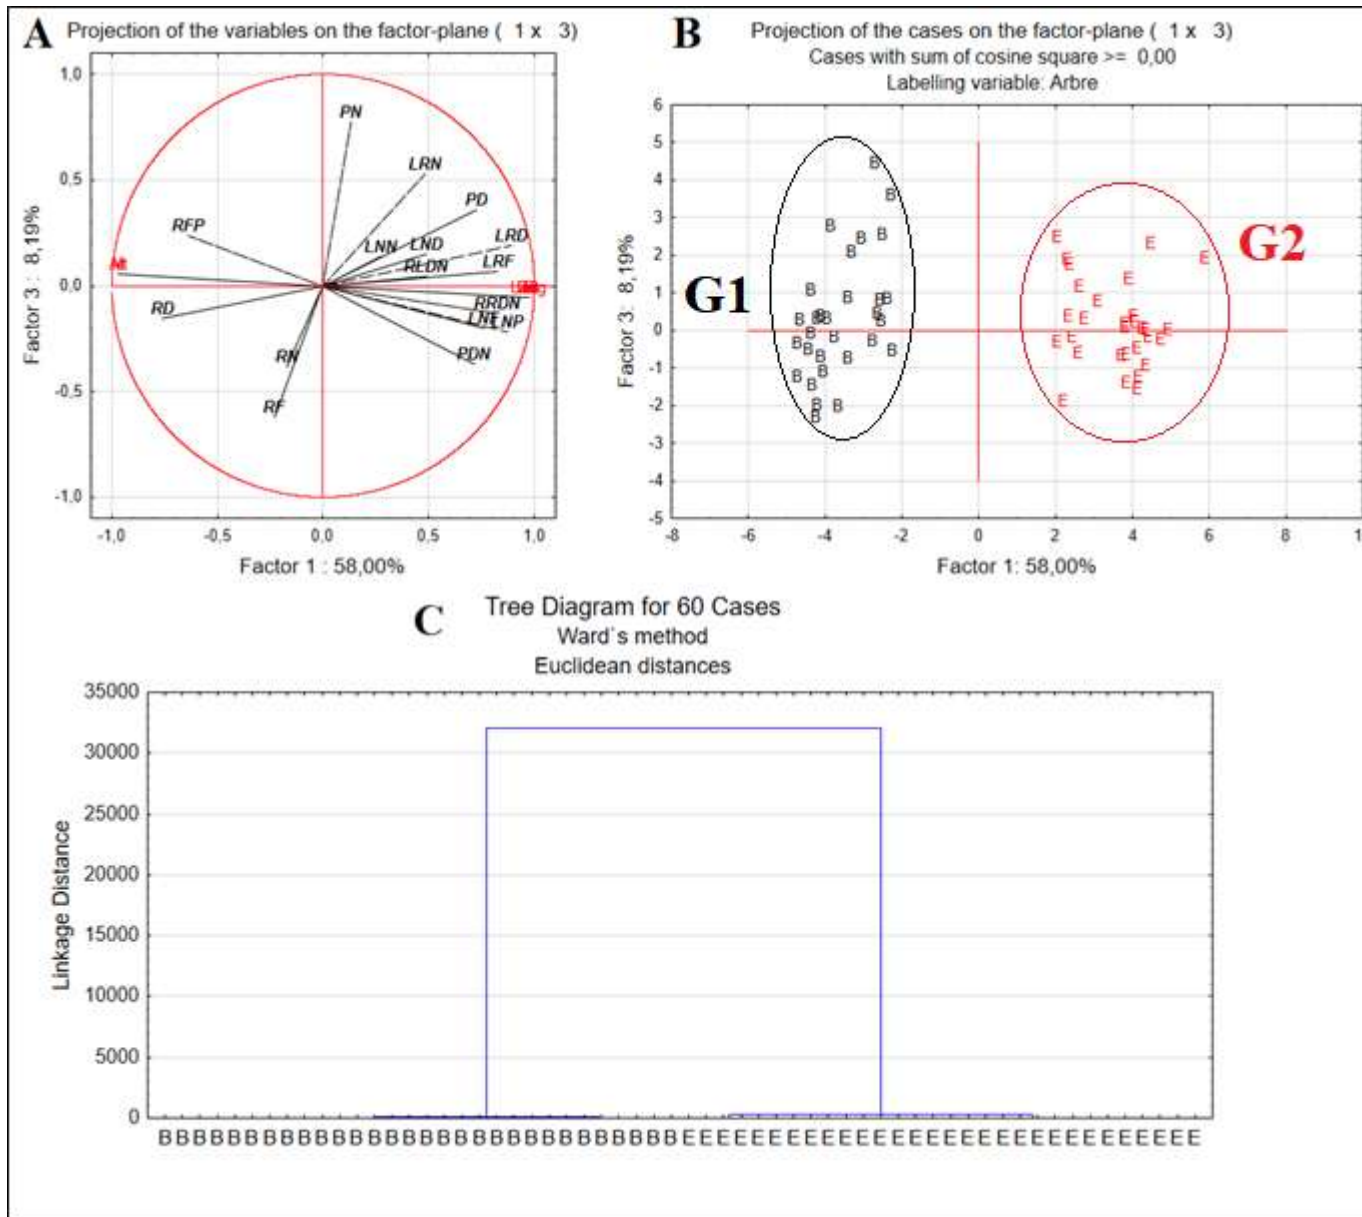 A Projection of the variables on the factor-plane ( 1 x 3)
1,0
0,5
0,0
-0,5
-1,0
Factor 3 : 8,19%
PN
LRN
PD
RFP
LNN
LND
LRD
RLDN
LRF
RD
RRDN
LNP
PDN
RN
RF
-1,0 -0,5 0,0 0,5 1,0
Factor 1 : 58,00%
B Projection of the cases on the factor-plane ( 1 x 3)
Cases with sum of cosine square >= 0,00
Labelling variable: Arbre
6
5
4
3
2
1
0
-1
-2
-3
-4
-5
Factor 3 : 8,19%
G1
G2
-8 -6 -4 -2 0 2 4 6 8 10
Factor 1: 58,00%
C Tree Diagram for 60 Cases
Ward`s method
Euclidean distances
35000
30000
25000
20000
15000
10000
5000
0
Linkage Distance
B B B B B B B B B B B B B B B B B B B B B B B B B B B B B B E E E E E E E E E E E E E E E E E E E E E E E E E E E E E E